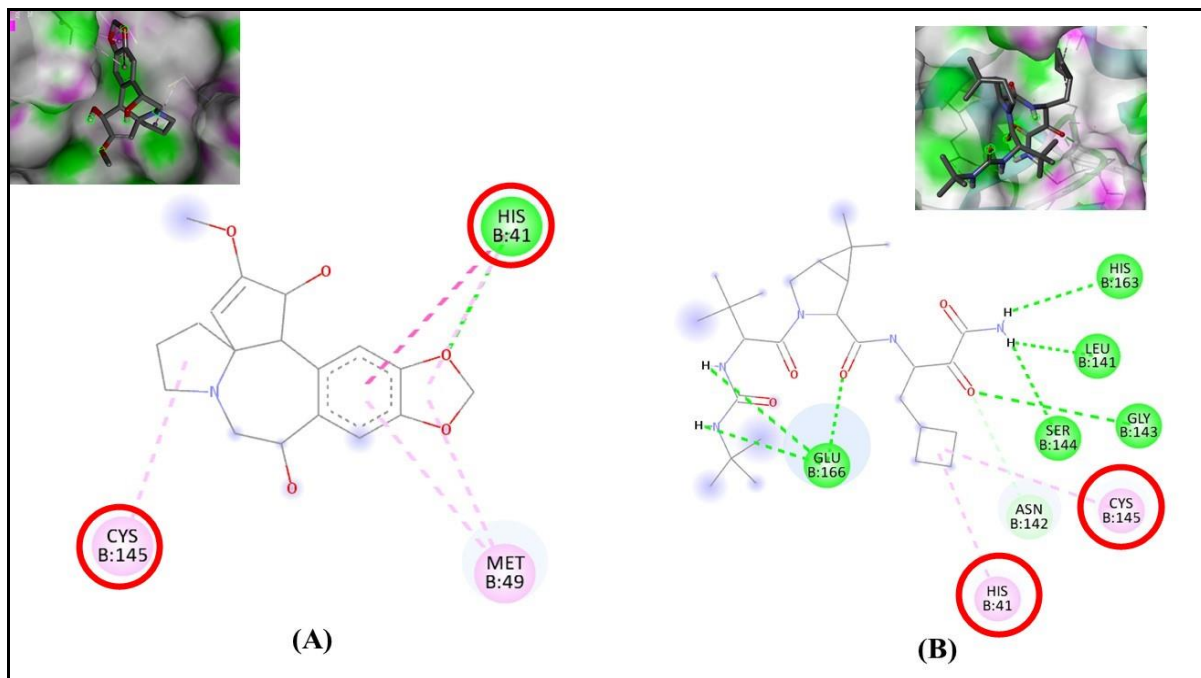 HIS
B:41
O
O
O
N
O
O
CYS
B:145
MET
B:49
(A)
HIS
B:163
O
H
N
N
N
H
LEU
B:141
O
O
O
H
N
O
SER
B:144
GLY
B:143
H
N
GLU
B:166
ASN
B:142
CYS
B:145
HIS
B:41
(B)